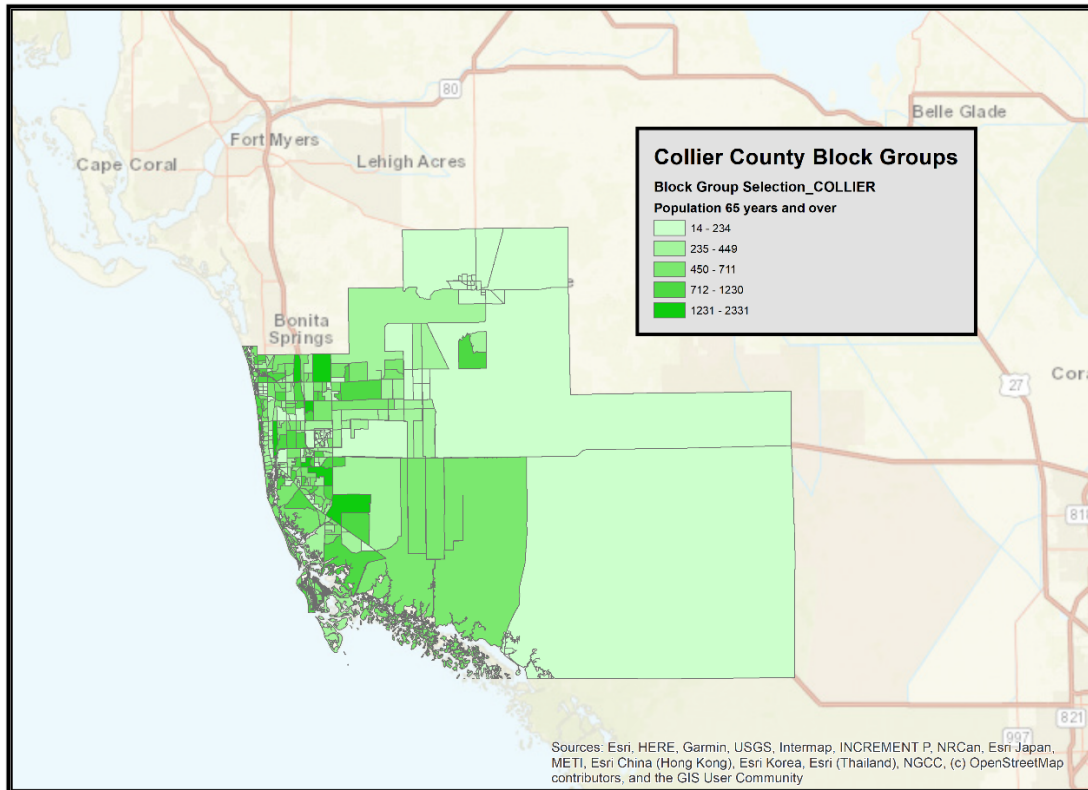 80
Belle Glade
Fort Myers
Cape Coral
Lehigh Acres
Collier County Block Groups
Block Group Selection_COLLIER
Population 65 years and over
14 - 234
235 - 449
450 - 711
712 - 1230
1231 - 2331
Bonita
Springs
Cora
27
818
821
997
Sources: Esri, HERE, Garmin, USGS, Intermap, INCREMENT P, NRCan, Esri Japan,
METI, Esri China (Hong Kong), Esri Korea, Esri (Thailand), NGCC, (c) OpenStreetMap
contributors, and the GIS User Community